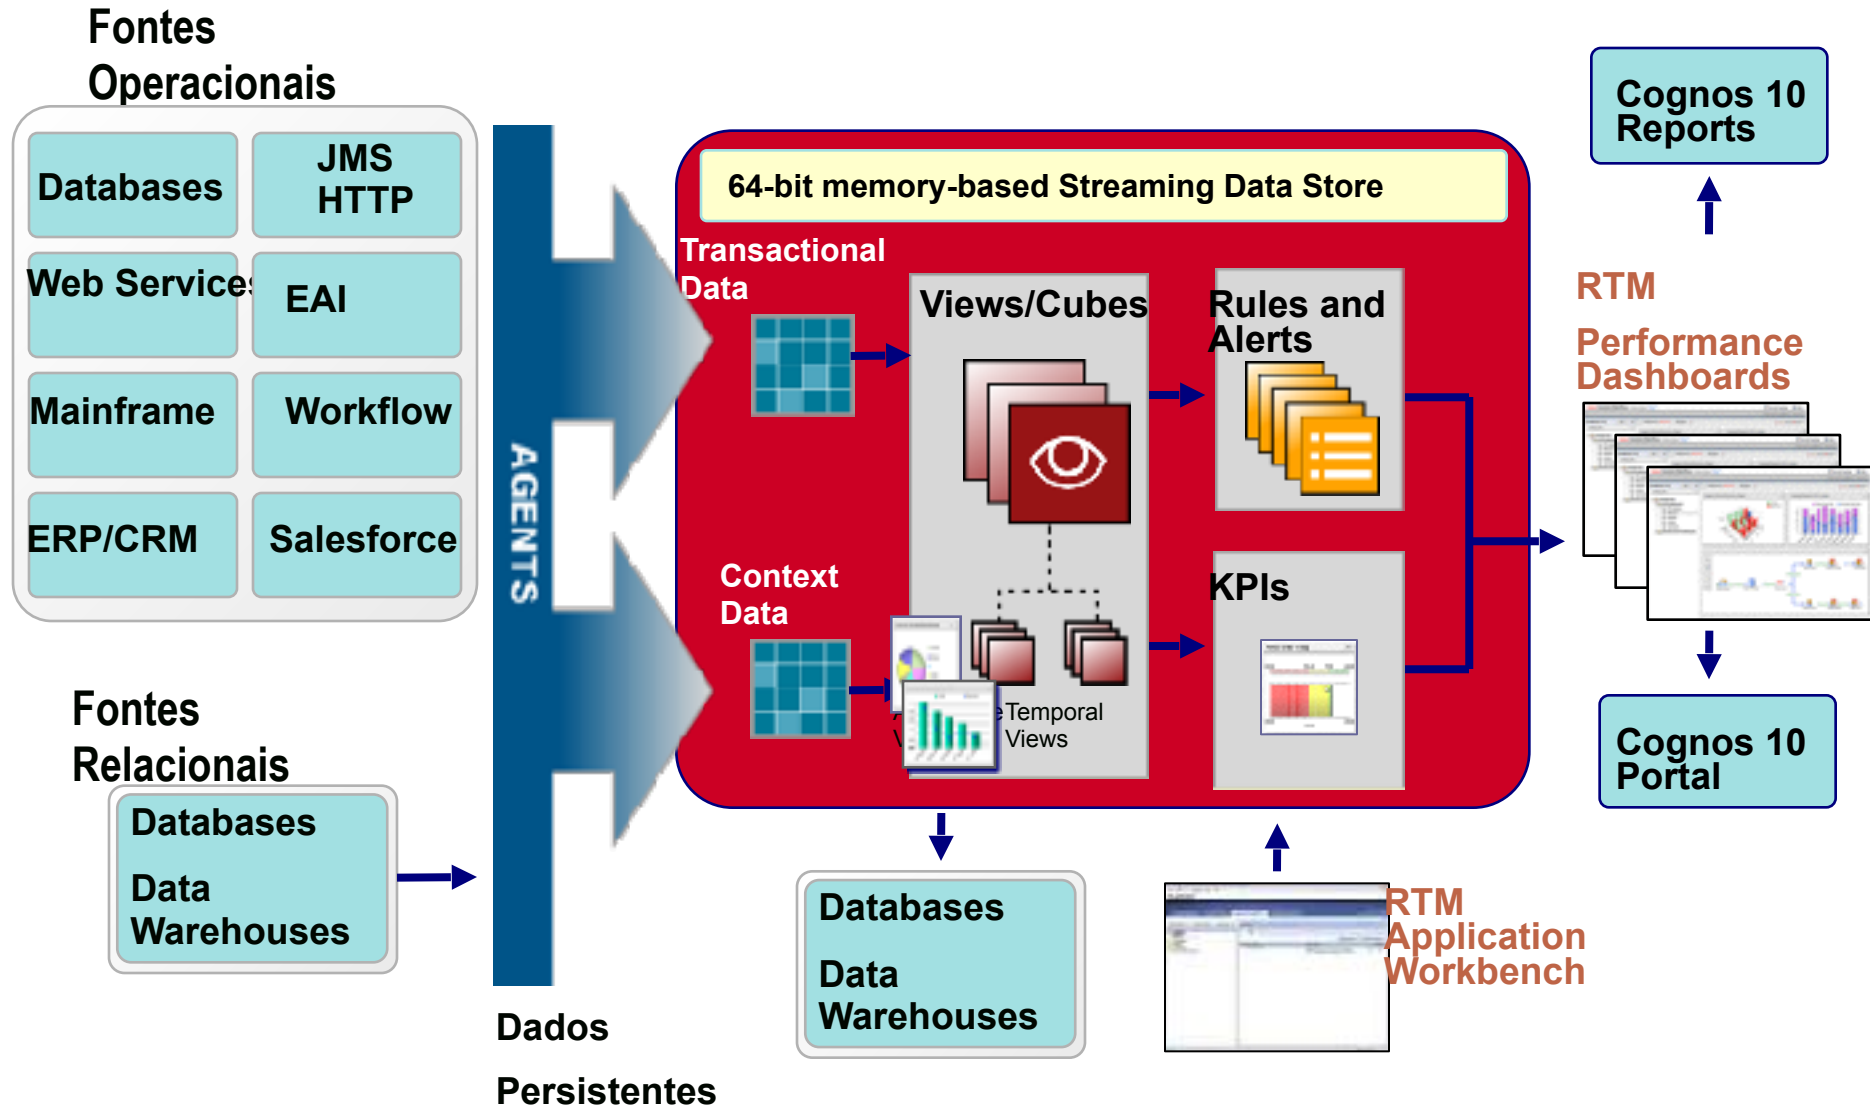 Fontes
Operacionais
Databases
JMS
HTTP
Web Services
EAI
Mainframe
Workflow
ERP/CRM
Salesforce
Fontes
Relacionais
Databases
Data
Warehouses
AGENTS
Dados
Persistentes
64-bit memory-based Streaming Data Store
Transactional
Data
Context
Data
Views/Cubes
Temporal
Views
Rules and
Alerts
KPIs
Databases
Data
Warehouses
RTM
Application
Workbench
Cognos 10
Reports
RTM
Performance
Dashboards
Cognos 10
Portal